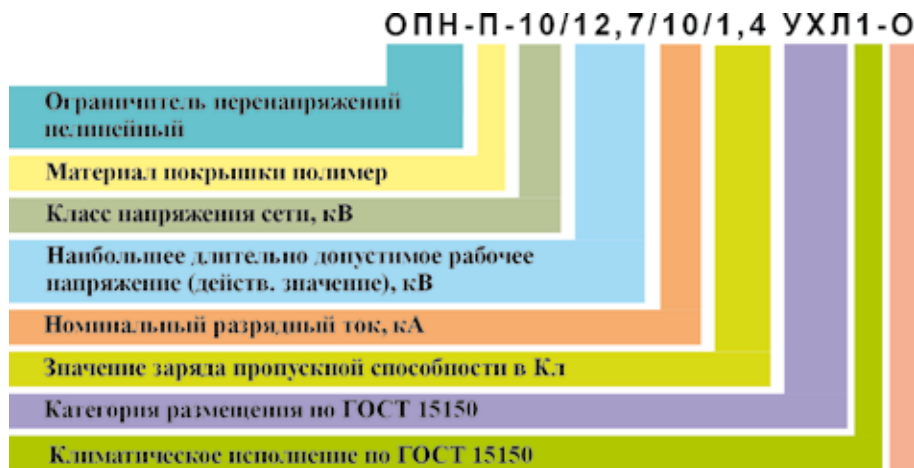 ОПН-П-10/12,7/10/1,4 УХЛ1-О
Ограничитель перенапряжений
нелинейный
Материал покрышки полимер
Класс напряжения сети, кВ
Наибольшее длительно допустимое рабочее
напряжение (действ. значение), кВ
Номинальный разрядный ток, кА
Значение заряда пропускной способности в Кл
Категория размещения по ГОСТ 15150
Климатическое исполнение по ГОСТ 15150